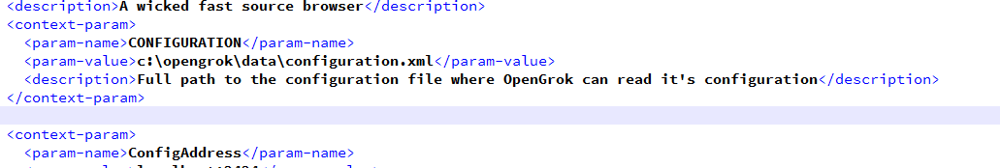 <description>A wicked fast source browser</description>
<context-param>
<param-name>CONFIGURATION</param-name>
<param-value>c:\opengrok\data\configuration.xml</param-value>
<description>Full path to the configuration file where OpenGrok can read it's configuration</description>
</context-param>
<context-param>
<param-name>ConfigAddress</param-name>